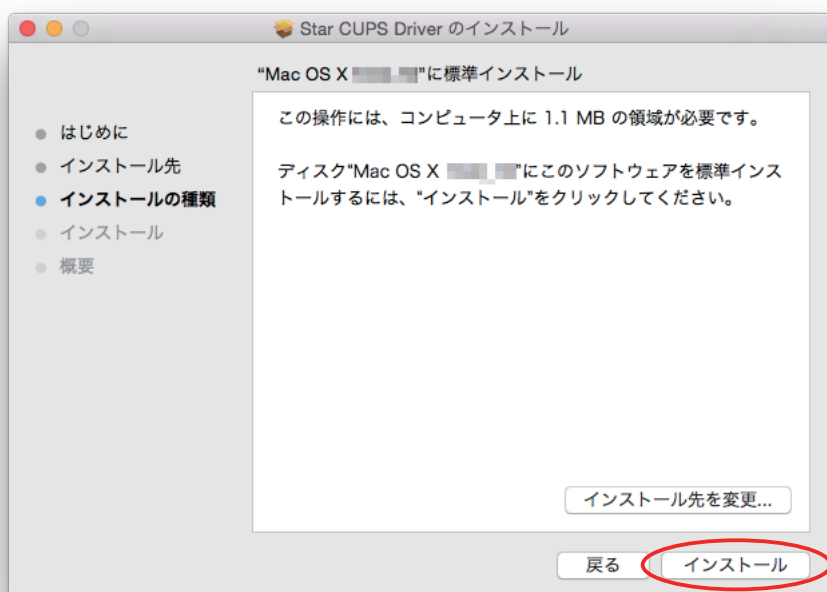 Star CUPS Driver のインストール
“Mac OS X ”に標準インストール
はじめに
インストール先
インストールの種類
インストール
概要
この操作には、コンピュータ上に 1.1 MB の領域が必要です。
ディスク“Mac OS X ”にこのソフトウェアを標準インス
トールするには、“インストール”をクリックしてください。
インストール先を変更...
戻る
インストール